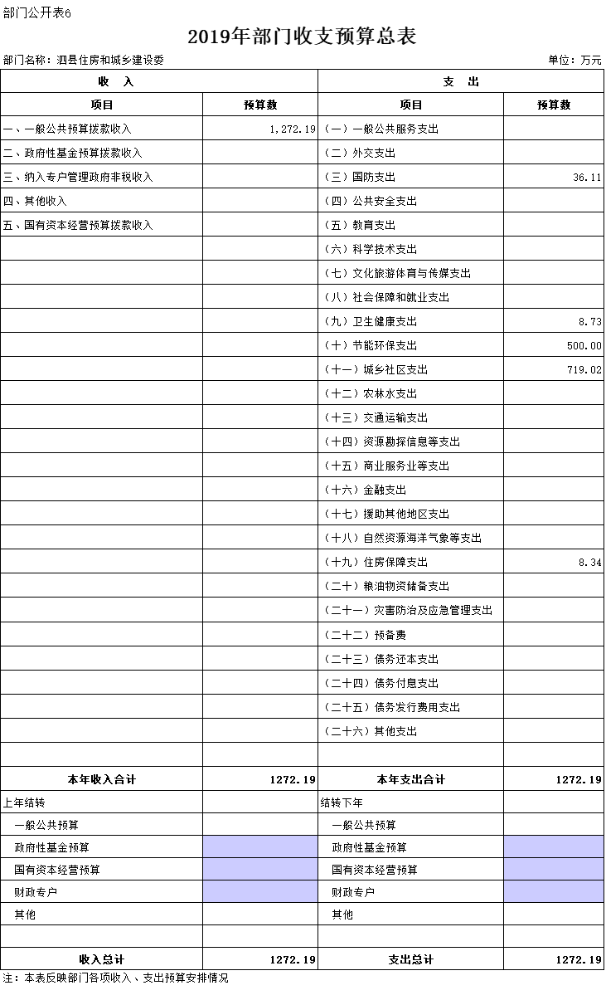 部门公开表6
2019年部门收支预算总表
部门名称：泗县住房和城乡建设委 单位：万元
收 入 支 出
项目 预算数 项目 预算数
一、一般公共预算拨款收入 1,272.19 （一）一般公共服务支出
二、政府性基金预算拨款收入 （二）外交支出
三、纳入专户管理政府非税收入 （三）国防支出 36.11
四、其他收入 （四）公共安全支出
五、国有资本经营预算拨款收入 （五）教育支出
（六）科学技术支出
（七）文化旅游体育与传媒支出
（八）社会保障和就业支出
（九）卫生健康支出 8.73
（十）节能环保支出 500.00
（十一）城乡社区支出 719.02
（十二）农林水支出
（十三）交通运输支出
（十四）资源勘探信息等支出
（十五）商业服务业等支出
（十六）金融支出
（十七）援助其他地区支出
（十八）自然资源海洋气象等支出
（十九）住房保障支出 8.34
（二十）粮油物资储备支出
（二十一）灾害防治及应急管理支出
（二十二）预备费
（二十三）债务还本支出
（二十四）债务付息支出
（二十五）债务发行费用支出
（二十六）其他支出
本年收入合计 1272.19 本年支出合计 1272.19
上年结转 结转下年
一般公共预算 一般公共预算
政府性基金预算 政府性基金预算
国有资本经营预算 国有资本经营预算
财政专户 财政专户
其他 其他
收入总计 1272.19 支出总计 1272.19
注：本表反映部门各项收入、支出预算安排情况